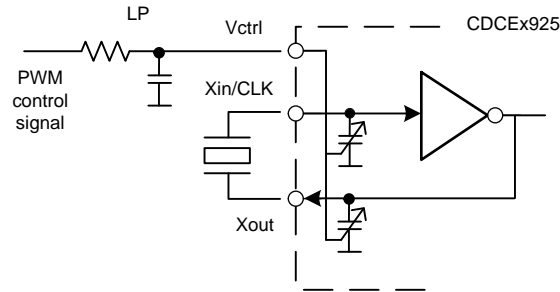 LP
Vctrl
CDCEx925
PWM
control
signal
Xin/CLK
Xout